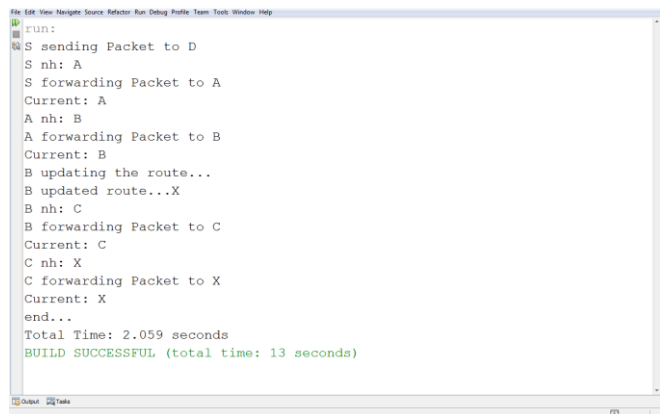 File Edit View Navigate Source Refactor Run Debug Profile Team Tools Window Help
run:
S sending Packet to D
S nh: A
S forwarding Packet to A
Current: A
A nh: B
A forwarding Packet to B
Current: B
B updating the route...
B updated route...X
B nh: C
B forwarding Packet to C
Current: C
C nh: X
C forwarding Packet to X
Current: X
end...
Total Time: 2.059 seconds
BUILD SUCCESSFUL (total time: 13 seconds)
Output Tasks